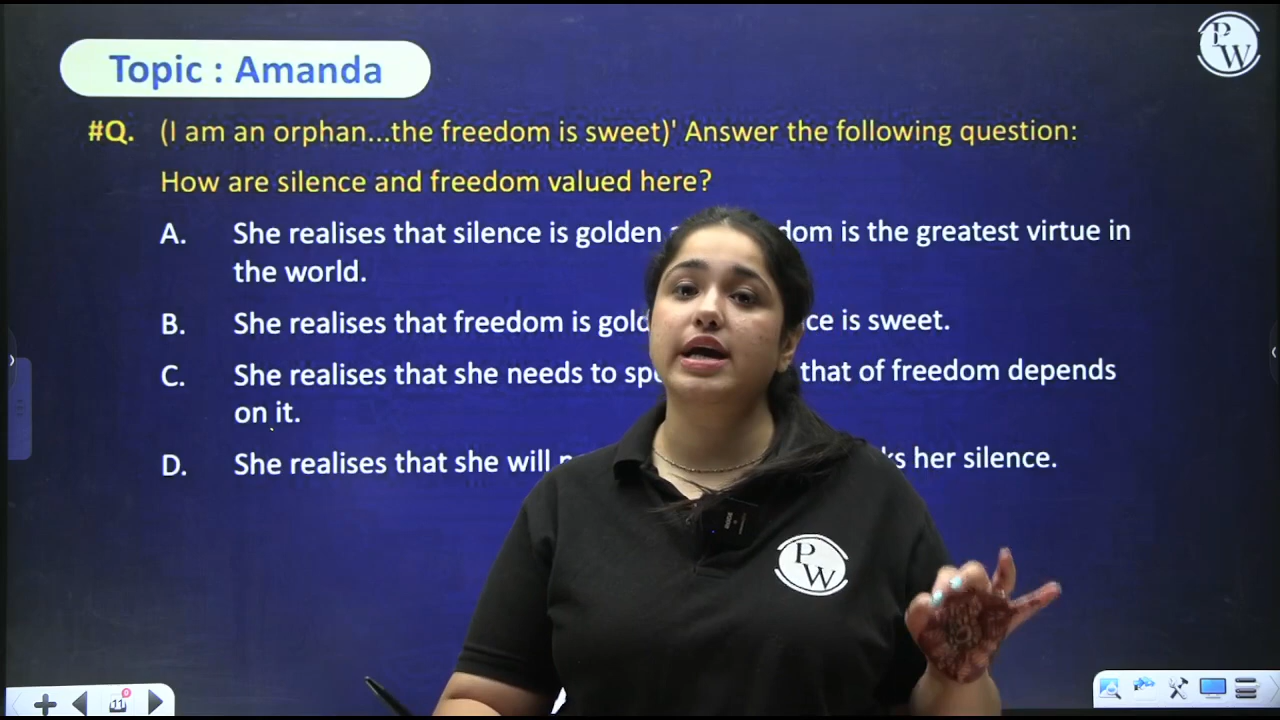 Topic : Amanda
PW
#Q. (I am an orphan...the freedom is sweet)' Answer the following question:
How are silence and freedom valued here?
A. She realises that silence is golden dom is the greatest virtue in
the world.
B. She realises that freedom is gold ce is sweet.
C. She realises that she needs to sp that of freedom depends
on it.
D. She realises that she will ks her silence.
PW
11